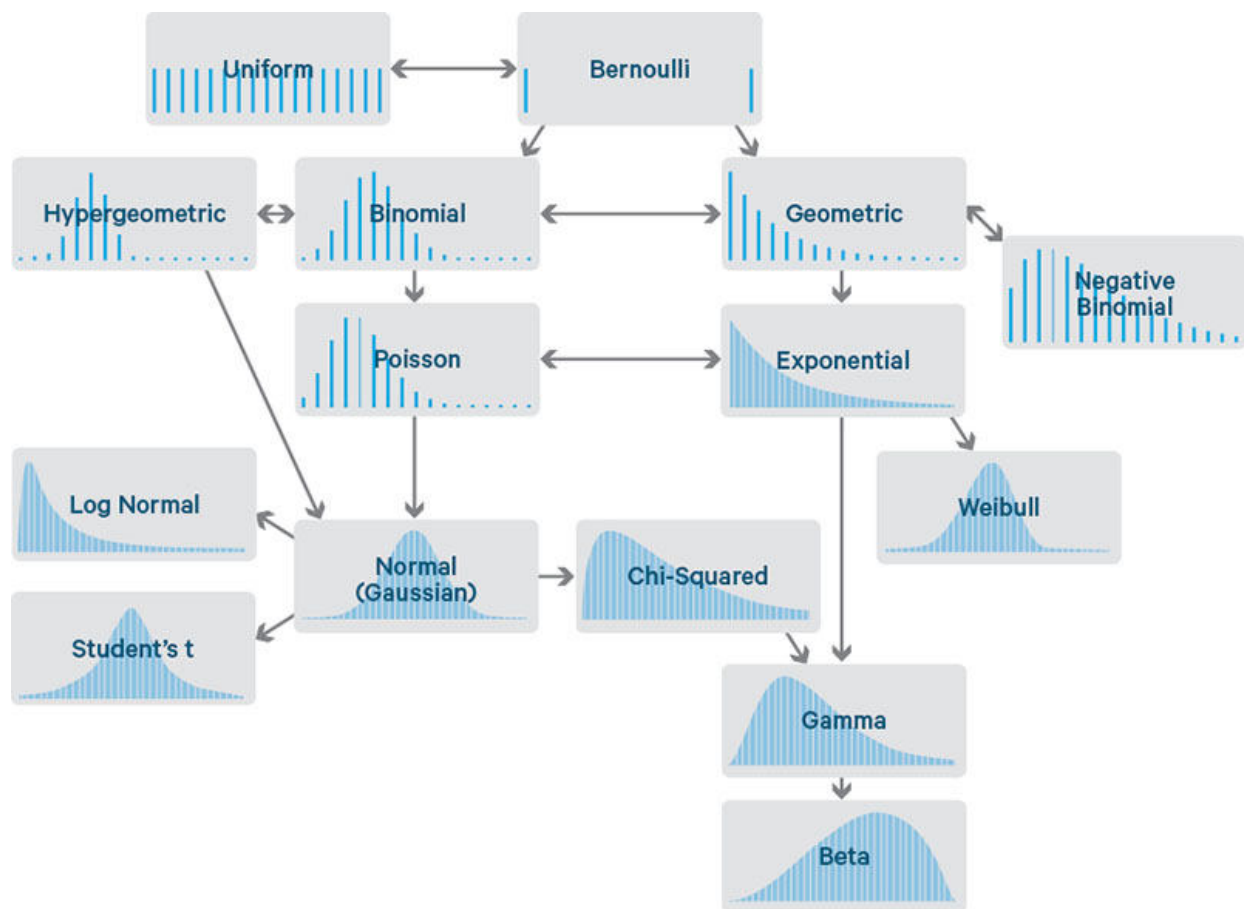 Uniform
Bernoulli
Hypergeometric
Binomial
Geometric
Negative
Binomial
Poisson
Exponential
Log Normal
Weibull
Normal
(Gaussian)
Chi-Squared
Student's t
Gamma
Beta